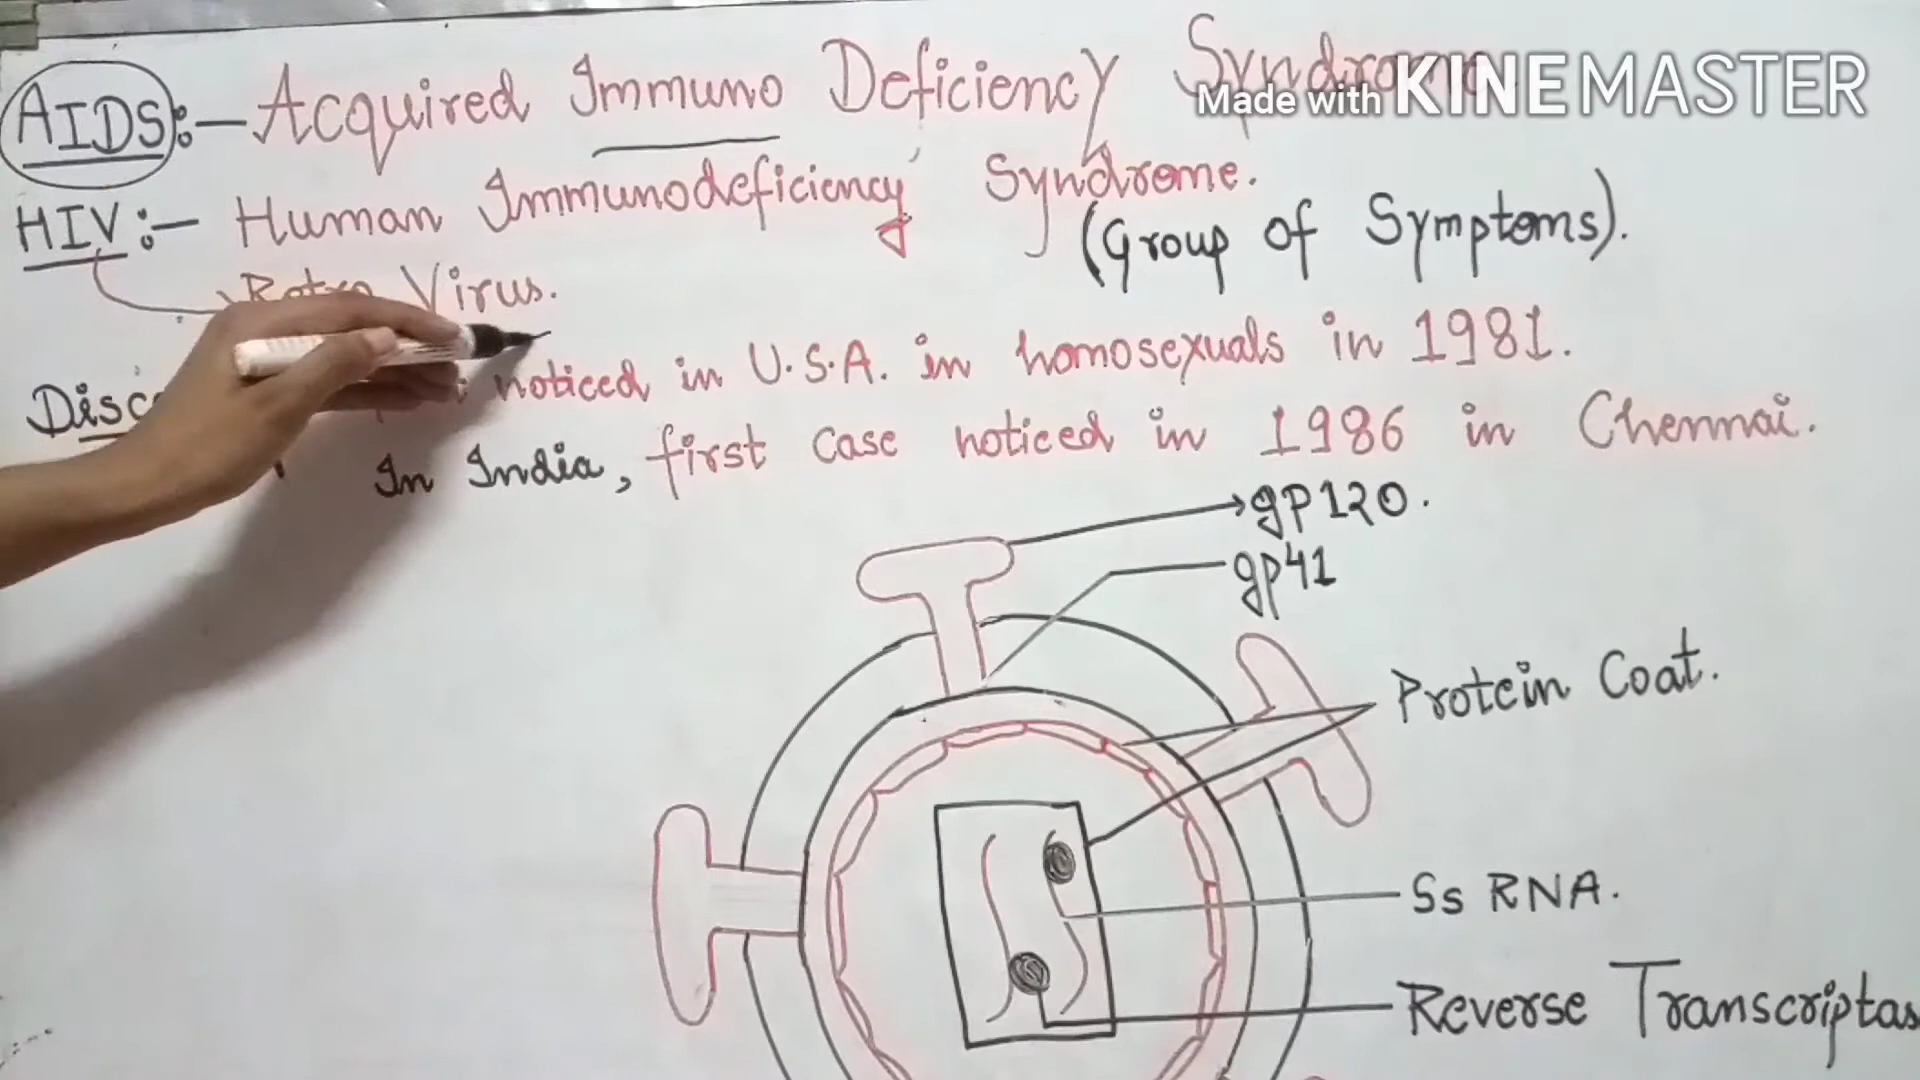 AIDS:- Acquired Immuno Deficiency Syndrome
Made with KINEMASTER
HIV:- Human Immunodeficiency Syndrome.
(Group of Symptoms).
Retro Virus.
noticed in U.S.A. in homosexuals in 1981.
In India, first case noticed in 1986 in Chennai.
gp120.
gp41
Protein Coat.
Ss RNA.
Reverse Transcriptas